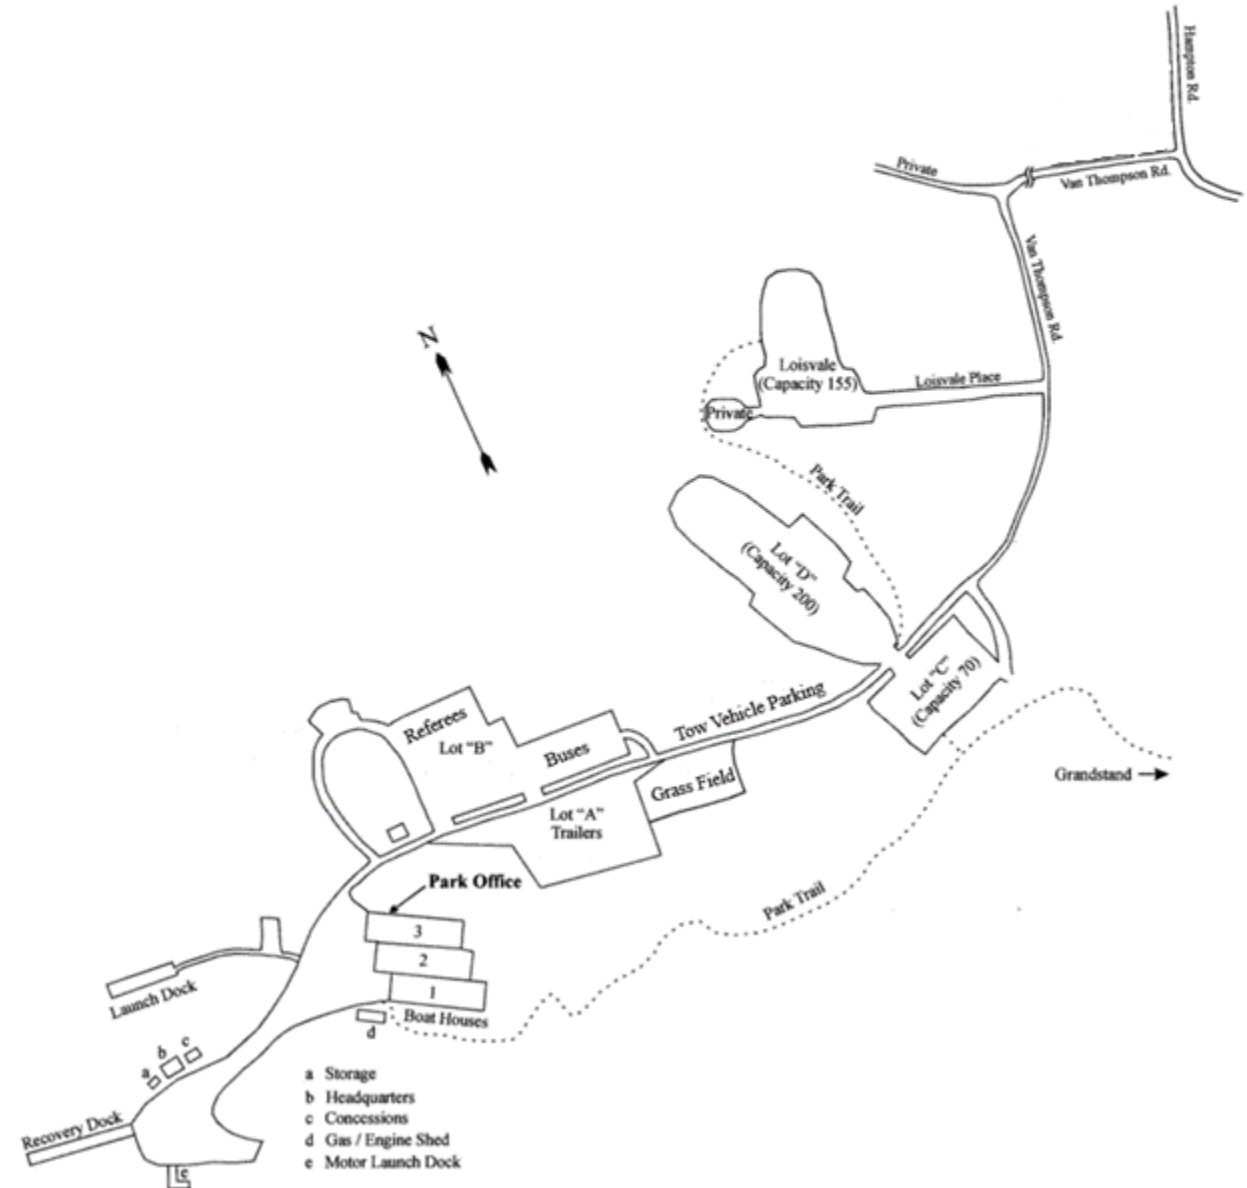 Hampton Rd.
Private
Van Thompson Rd.
Van Thompson Rd.
N
Loisvale
(Capacity 155)
Loisvale Place
Private
Park Trail
Lot "D"
(Capacity 200)
Lot "C"
(Capacity 70)
Tow Vehicle Parking
Referees
Lot "B"
Buses
Grandstand
Grass Field
Lot "A"
Trailers
Park Office
Park Trail
3
2
1
Boat Houses
d
Launch Dock
c
b
a
Recovery Dock
e
a Storage
b Headquarters
c Concessions
d Gas / Engine Shed
e Motor Launch Dock